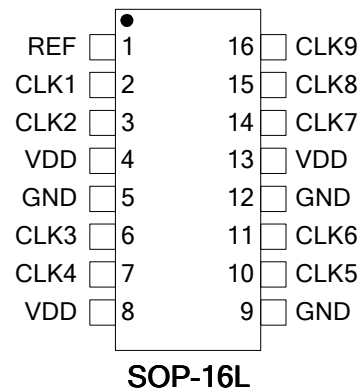 REF 1 16 CLK9
CLK1 2 15 CLK8
CLK2 3 14 CLK7
VDD 4 13 VDD
GND 5 12 GND
CLK3 6 11 CLK6
CLK4 7 10 CLK5
VDD 8 9 GND
SOP-16L